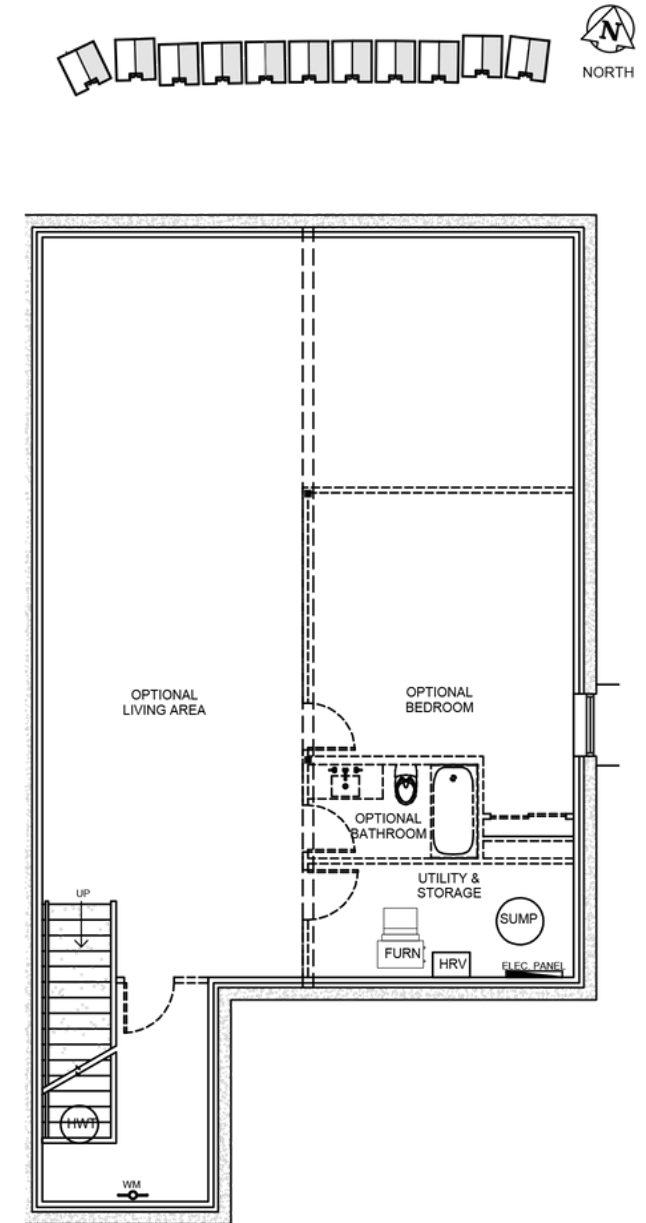 N
NORTH
OPTIONAL
LIVING AREA
OPTIONAL
BEDROOM
OPTIONAL
BATHROOM
UTILITY &
STORAGE
UP
SUMP
FURN
HRV
ELEC. PANEL
HWT
WM